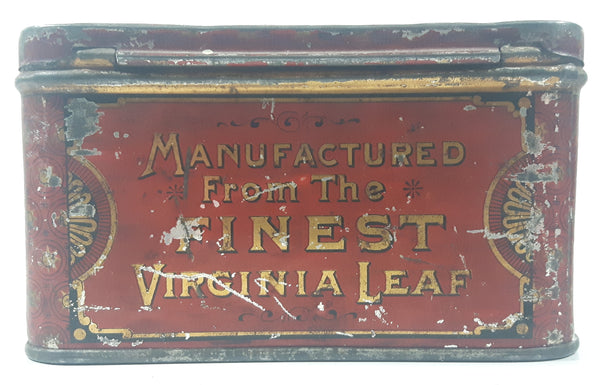 MANUFACTURED
From The
FINEST
VIRGINIA LEAF